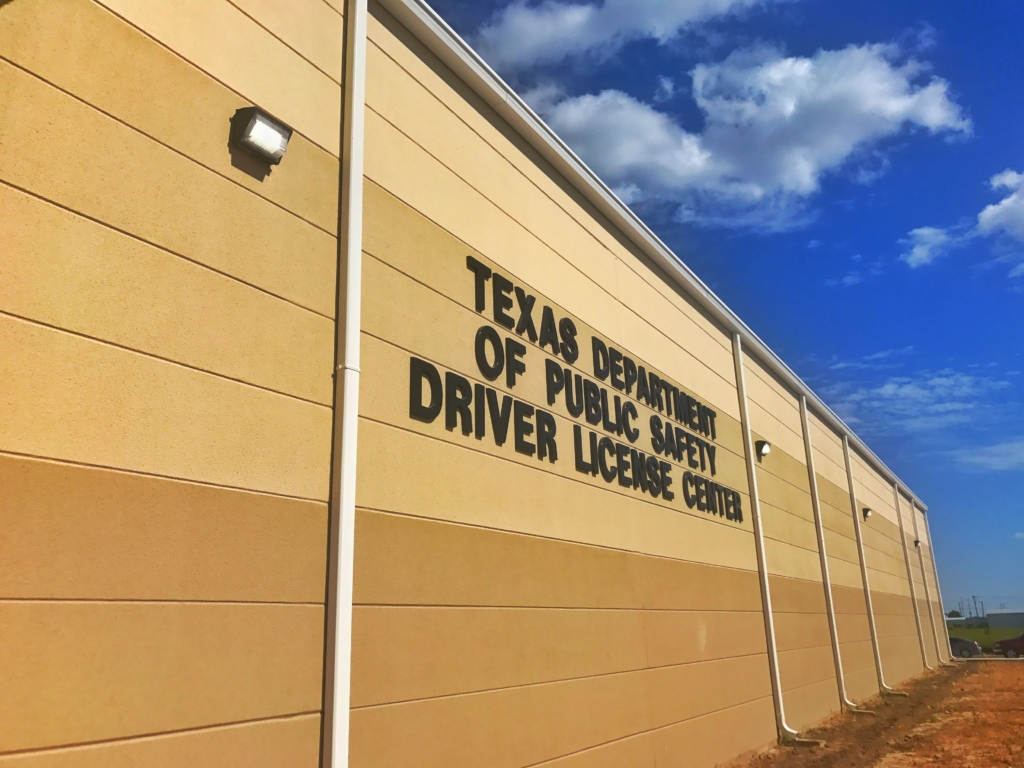 TEXAS DEPARTMENT
OF PUBLIC SAFETY
DRIVER LICENSE CENTER